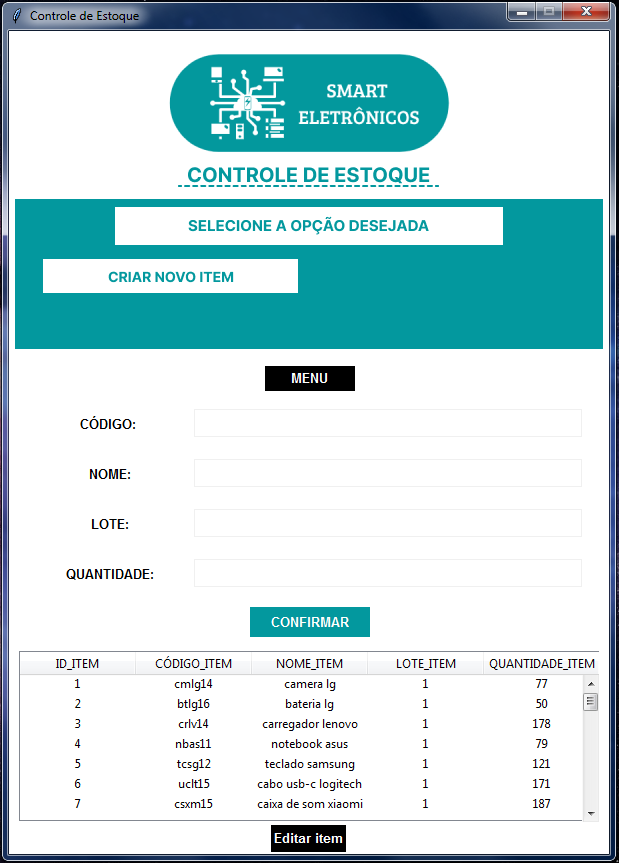 Controle de Estoque
SMART
ELETRÔNICOS
CONTROLE DE ESTOQUE
SELECIONE A OPÇÃO DESEJADA
CRIAR NOVO ITEM
MENU
CÓDIGO:
NOME:
LOTE:
QUANTIDADE:
CONFIRMAR
ID_ITEM CÓDIGO_ITEM NOME_ITEM LOTE_ITEM QUANTIDADE_ITEM
1 cmlg14 camera lg 1 77
2 btlg16 bateria lg 1 50
3 crlv14 carregador lenovo 1 178
4 nbas11 notebook asus 1 79
5 tcsg12 teclado samsung 1 121
6 uclt15 cabo usb-c logitech 1 171
7 csxm15 caixa de som xiaomi 1 187
Editar item